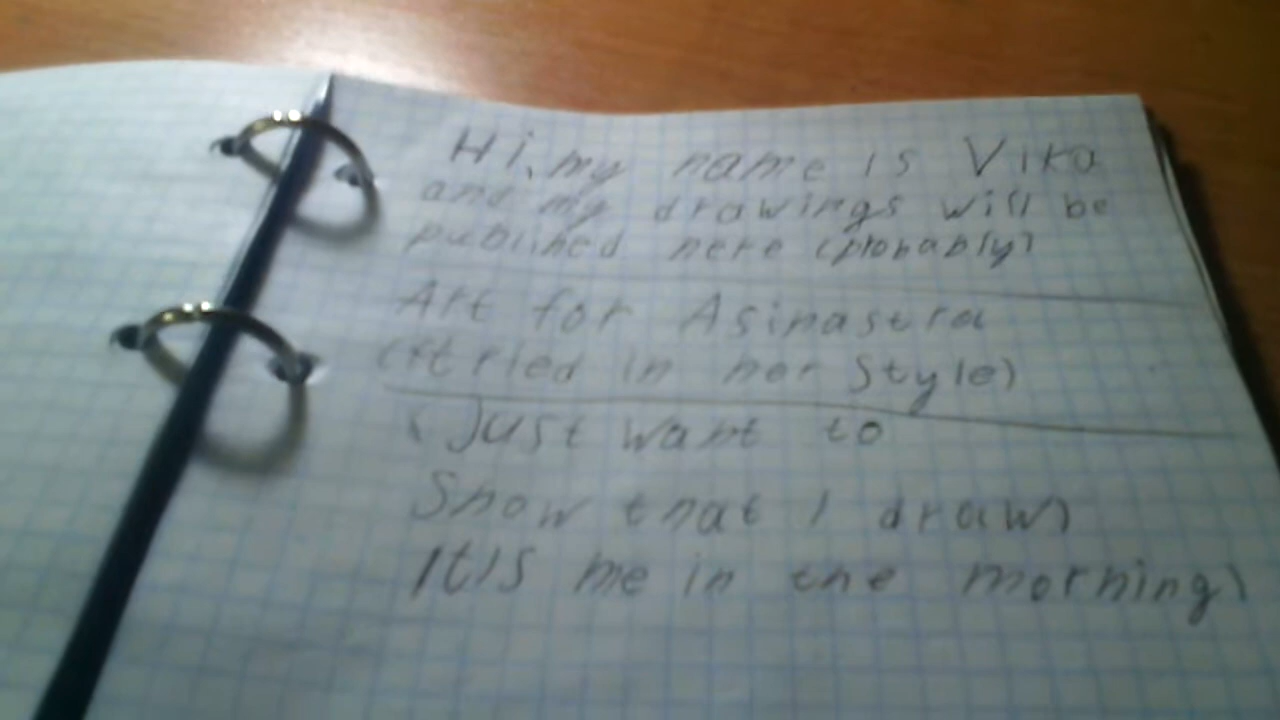 Hi, my name is Vika
and my drawings will be
published here (probably)
Art for Asinastra
(I tried in her style)
(Just want to
Show that I draw)
It is me in the morning)